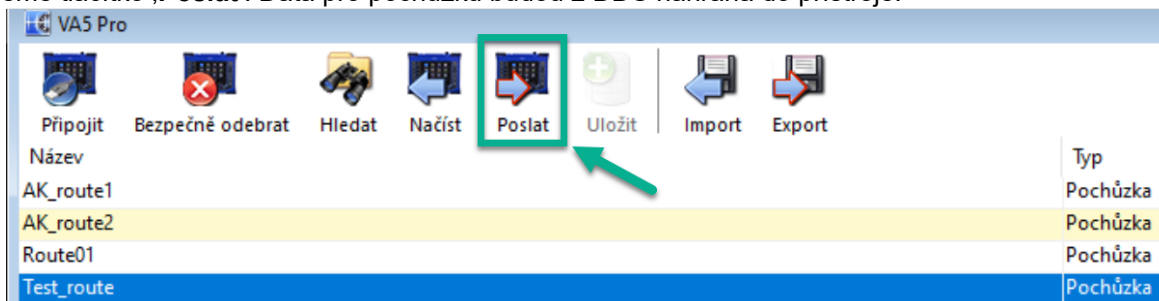 VA5 Pro
Připojit Bezpečně odebrat Hledat Načíst Poslat Uložit Import Export
Název Typ
AK_route1 Pochůzka
AK_route2 Pochůzka
Route01 Pochůzka
Test_route Pochůzka